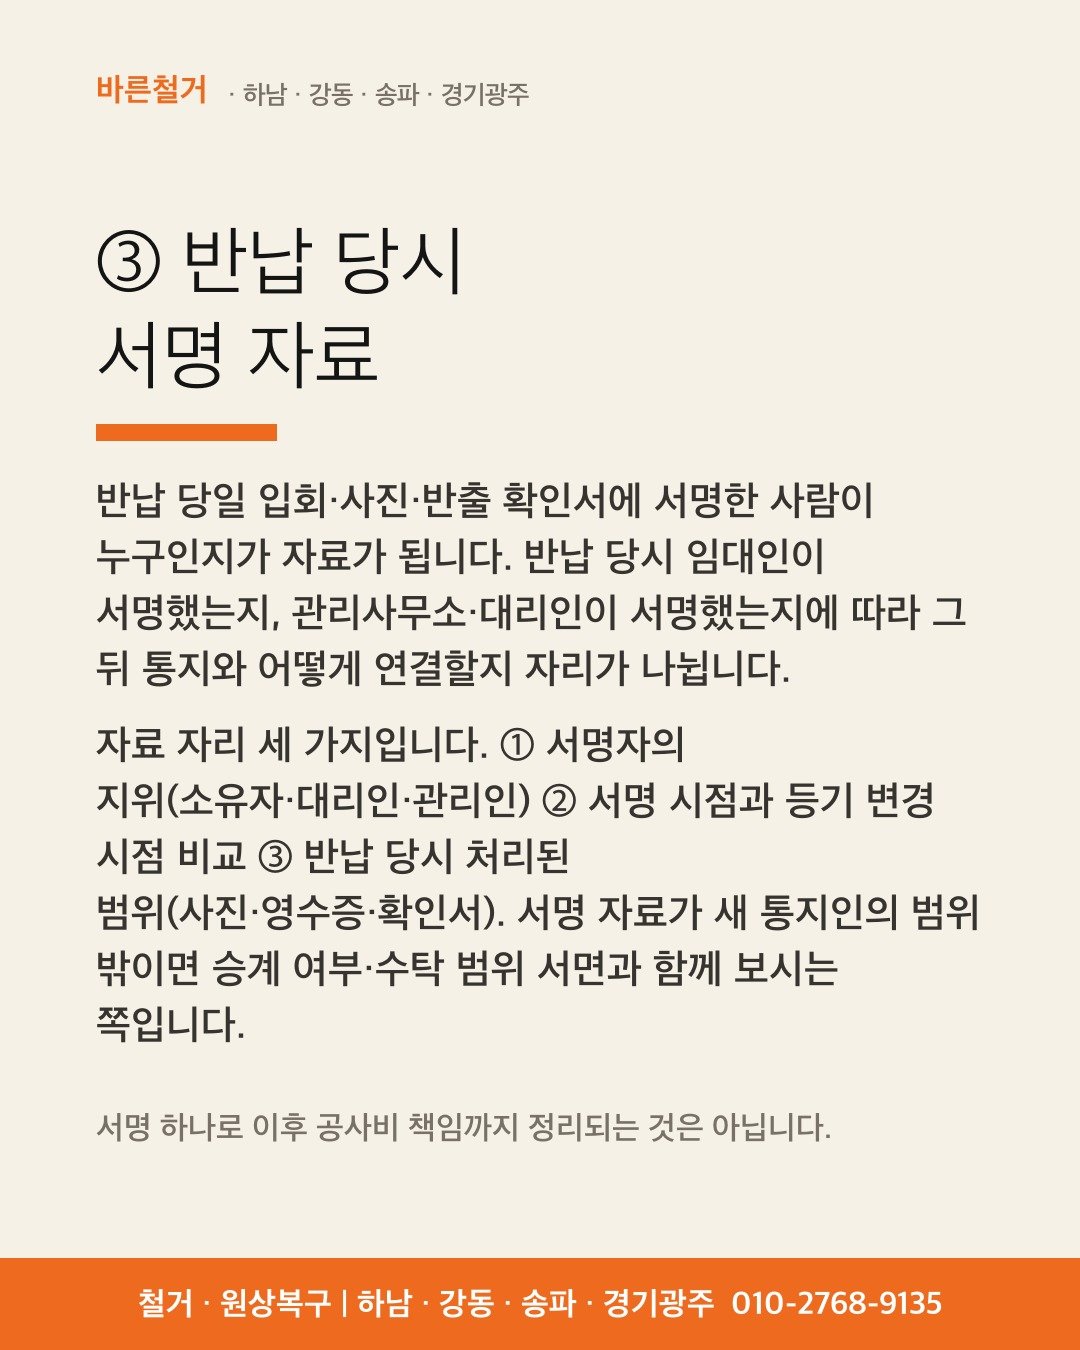 바른철거 · 하남 · 강동 · 송파 · 경기광주
③ 반납 당시
서명 자료
반납 당일 입회·사진·반출 확인서에 서명한 사람이
누구인지가 자료가 됩니다. 반납 당시 임대인이
서명했는지, 관리사무소·대리인이 서명했는지에 따라 그
뒤 통지와 어떻게 연결할지 자리가 나뉩니다.
자료 자리 세 가지입니다. ① 서명자의
지위(소유자·대리인·관리인) ② 서명 시점과 등기 변경
시점 비교 ③ 반납 당시 처리된
범위(사진·영수증·확인서). 서명 자료가 새 통지인의 범위
밖이면 승계 여부·수탁 범위 서면과 함께 보시는
쪽입니다.
서명 하나로 이후 공사비 책임까지 정리되는 것은 아닙니다.
철거 · 원상복구 | 하남 · 강동 · 송파 · 경기광주 010-2768-9135